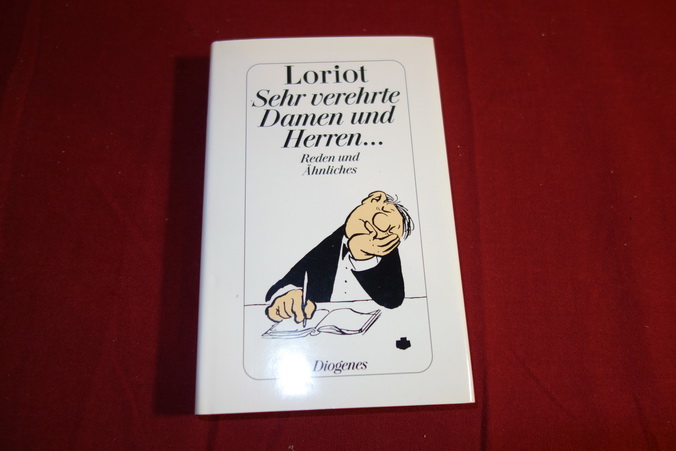 Loriot
Sehr verehrte
Damen und
Herren...
Reden und
Ähnliches
Diogenes